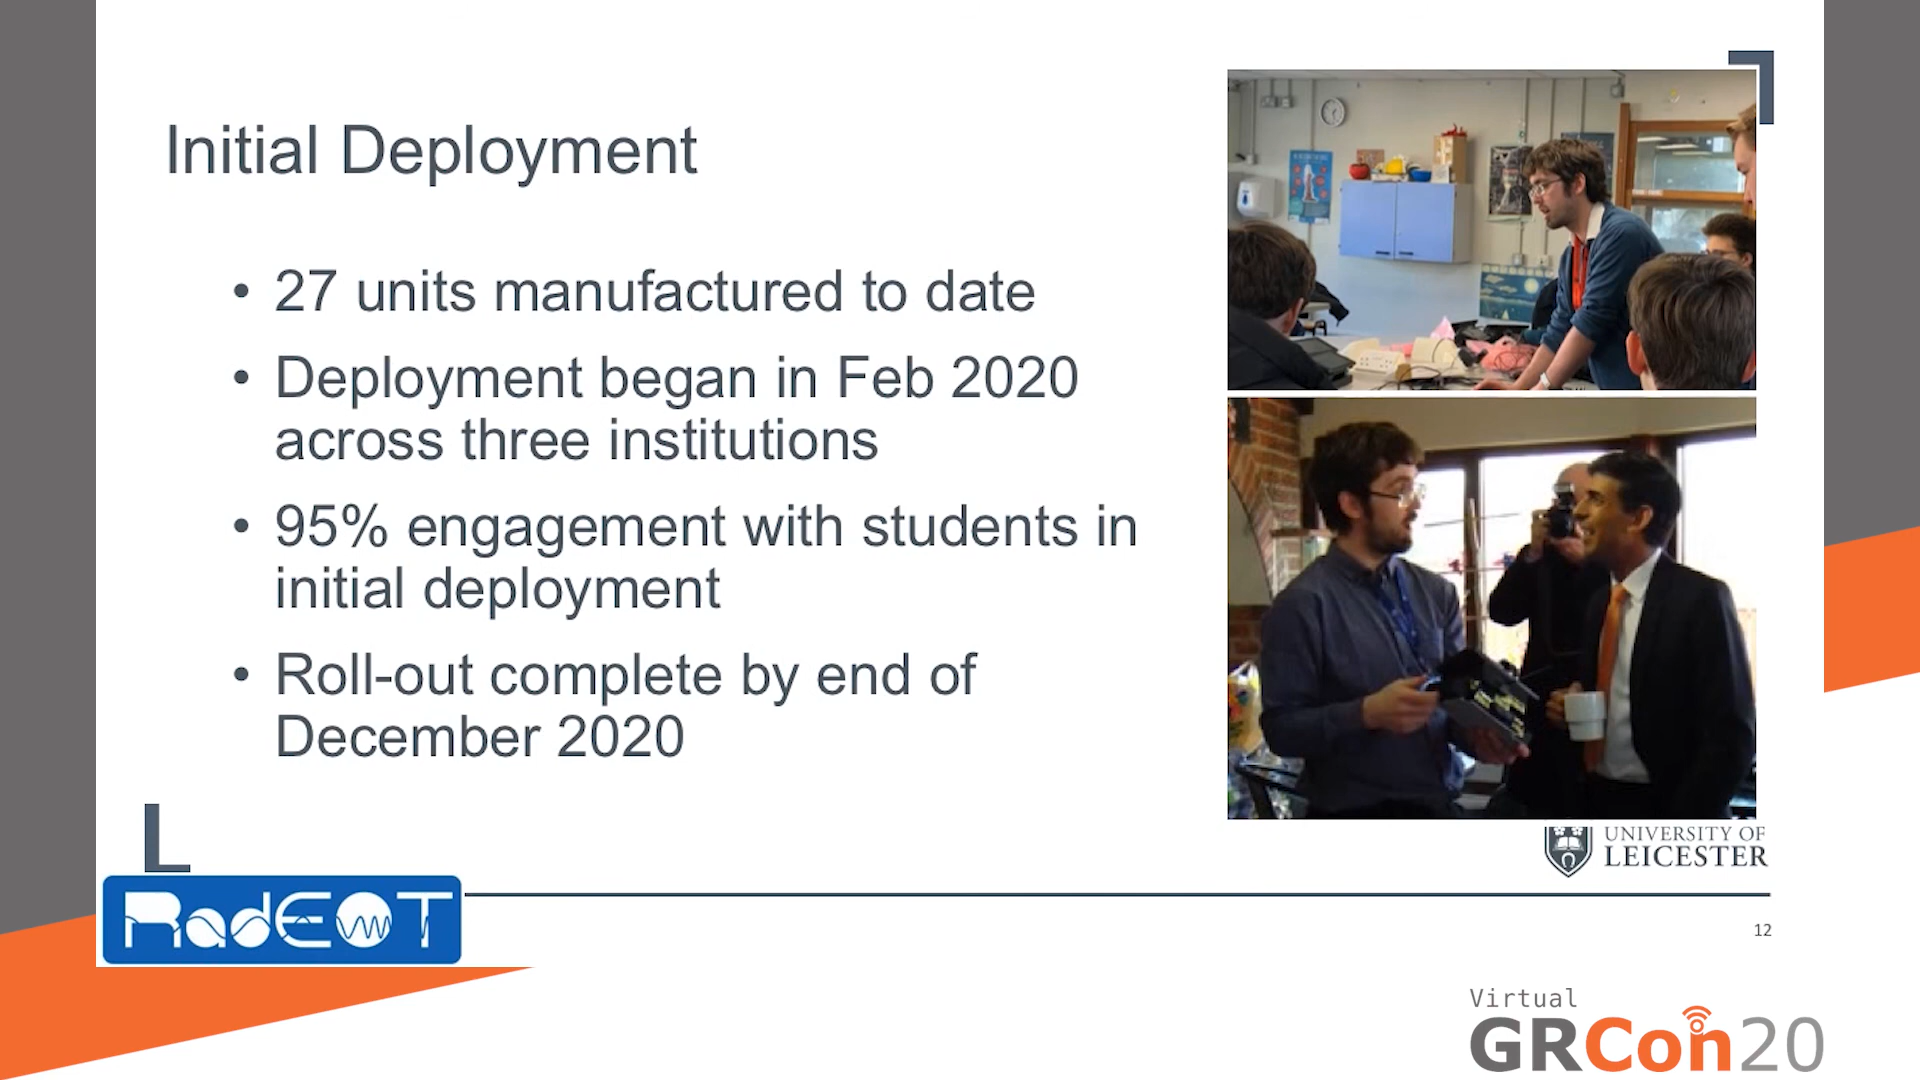 Initial Deployment
• 27 units manufactured to date
• Deployment began in Feb 2020
across three institutions
• 95% engagement with students in
initial deployment
• Roll-out complete by end of
December 2020
UNIVERSITY OF
LEICESTER
RadEOT
12
Virtual
GRCon20